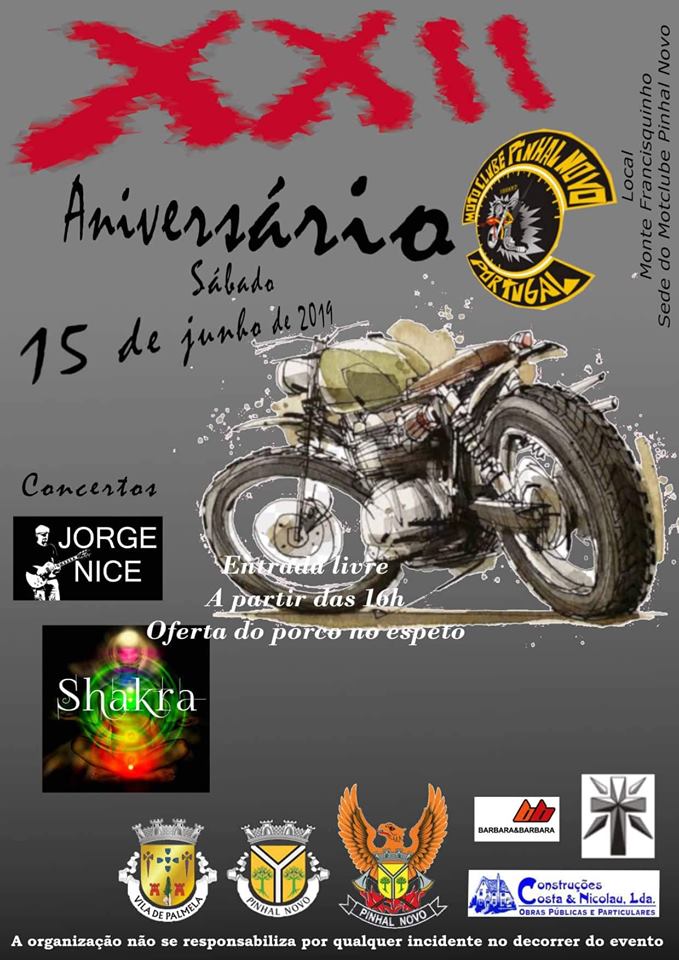 XXII
Aniversário
Sábado
15 de junho de 2019
MOTO CLUBE PINHAL NOVO
PORTUGAL
Local
Monte Francisquinho
Sede do Motclube Pinhal Novo
Concertos
JORGE
NICE
Entrada livre
A partir das 16h
Oferta do porco no espeto
Shakra
VILA DE PALMELA
PINHAL NOVO
PINHAL NOVO
bb
BARBARA&BARBARA
Construções
Costa & Nicolau, Lda.
OBRAS PÚBLICAS E PARTICULARES
A organização não se responsabiliza por qualquer incidente no decorrer do evento